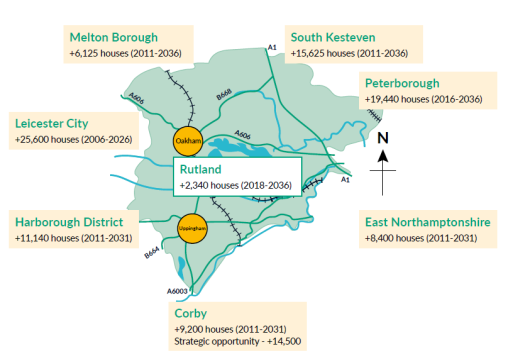 Melton Borough
+6,125 houses (2011-2036)
South Kesteven
+15,625 houses (2011-2036)
A1
Peterborough
+19,440 houses (2016-2036)
A606
B668
Leicester City
+25,600 houses (2006-2026)
Oakham
A606
N
Rutland
+2,340 houses (2018-2036)
A1
Harborough District
+11,140 houses (2011-2031)
Uppingham
East Northamptonshire
+8,400 houses (2011-2031)
B664
A6003
Corby
+9,200 houses (2011-2031)
Strategic opportunity - +14,500